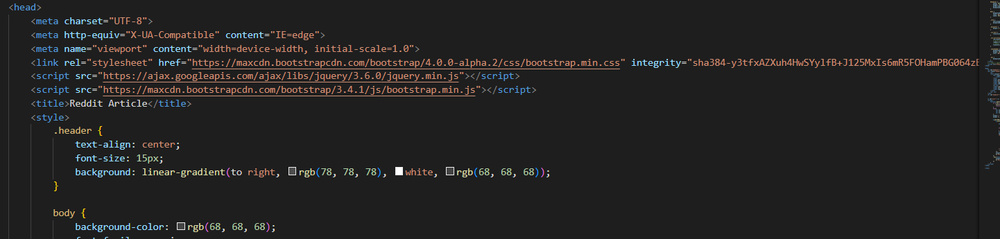 <head>
<meta charset="UTF-8">
<meta http-equiv="X-UA-Compatible" content="IE=edge">
<meta name="viewport" content="width=device-width, initial-scale=1.0">
<link rel="stylesheet" href="https://maxcdn.bootstrapcdn.com/bootstrap/4.0.0-alpha.2/css/bootstrap.min.css" integrity="sha384-y3tfxAZXuh4HwSYylfB+J125MxIs6mR5FOHamPBG064zB
<script src="https://ajax.googleapis.com/ajax/libs/jquery/3.6.0/jquery.min.js"></script>
<script src="https://maxcdn.bootstrapcdn.com/bootstrap/3.4.1/js/bootstrap.min.js"></script>
<title>Reddit Article</title>
<style>
.header {
text-align: center;
font-size: 15px;
background: linear-gradient(to right, rgb(78, 78, 78), white, rgb(68, 68, 68));
}
body {
background-color: rgb(68, 68, 68);